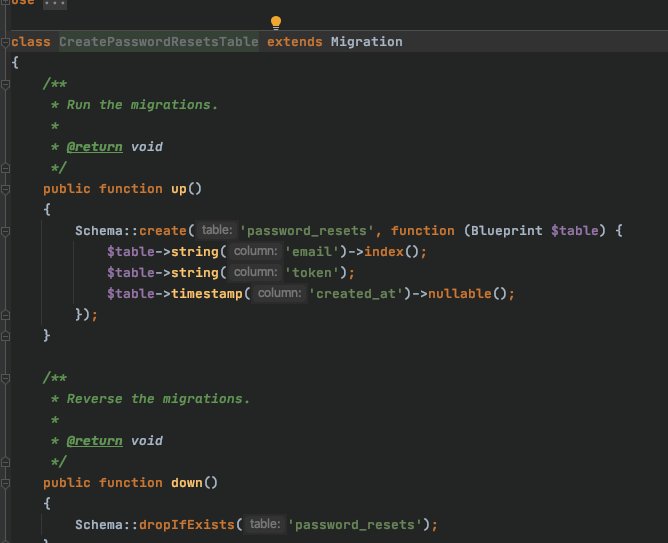 use ...
class CreatePasswordResetsTable extends Migration
{
/**
* Run the migrations.
*
* @return void
*/
public function up()
{
Schema::create( table: 'password_resets', function (Blueprint $table) {
$table->string( column: 'email')->index();
$table->string( column: 'token');
$table->timestamp( column: 'created_at')->nullable();
});
}
/**
* Reverse the migrations.
*
* @return void
*/
public function down()
{
Schema::dropIfExists( table: 'password_resets');
}